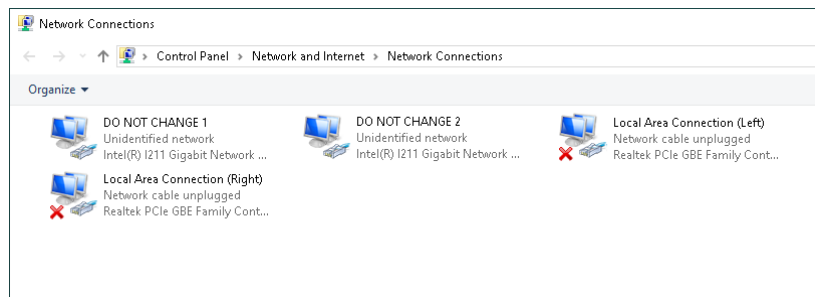 Network Connections
Control Panel > Network and Internet > Network Connections
Organize
DO NOT CHANGE 1
Unidentified network
Intel(R) I211 Gigabit Network ...
DO NOT CHANGE 2
Unidentified network
Intel(R) I211 Gigabit Network ...
Local Area Connection (Left)
Network cable unplugged
Realtek PCIe GBE Family Cont...
Local Area Connection (Right)
Network cable unplugged
Realtek PCIe GBE Family Cont...